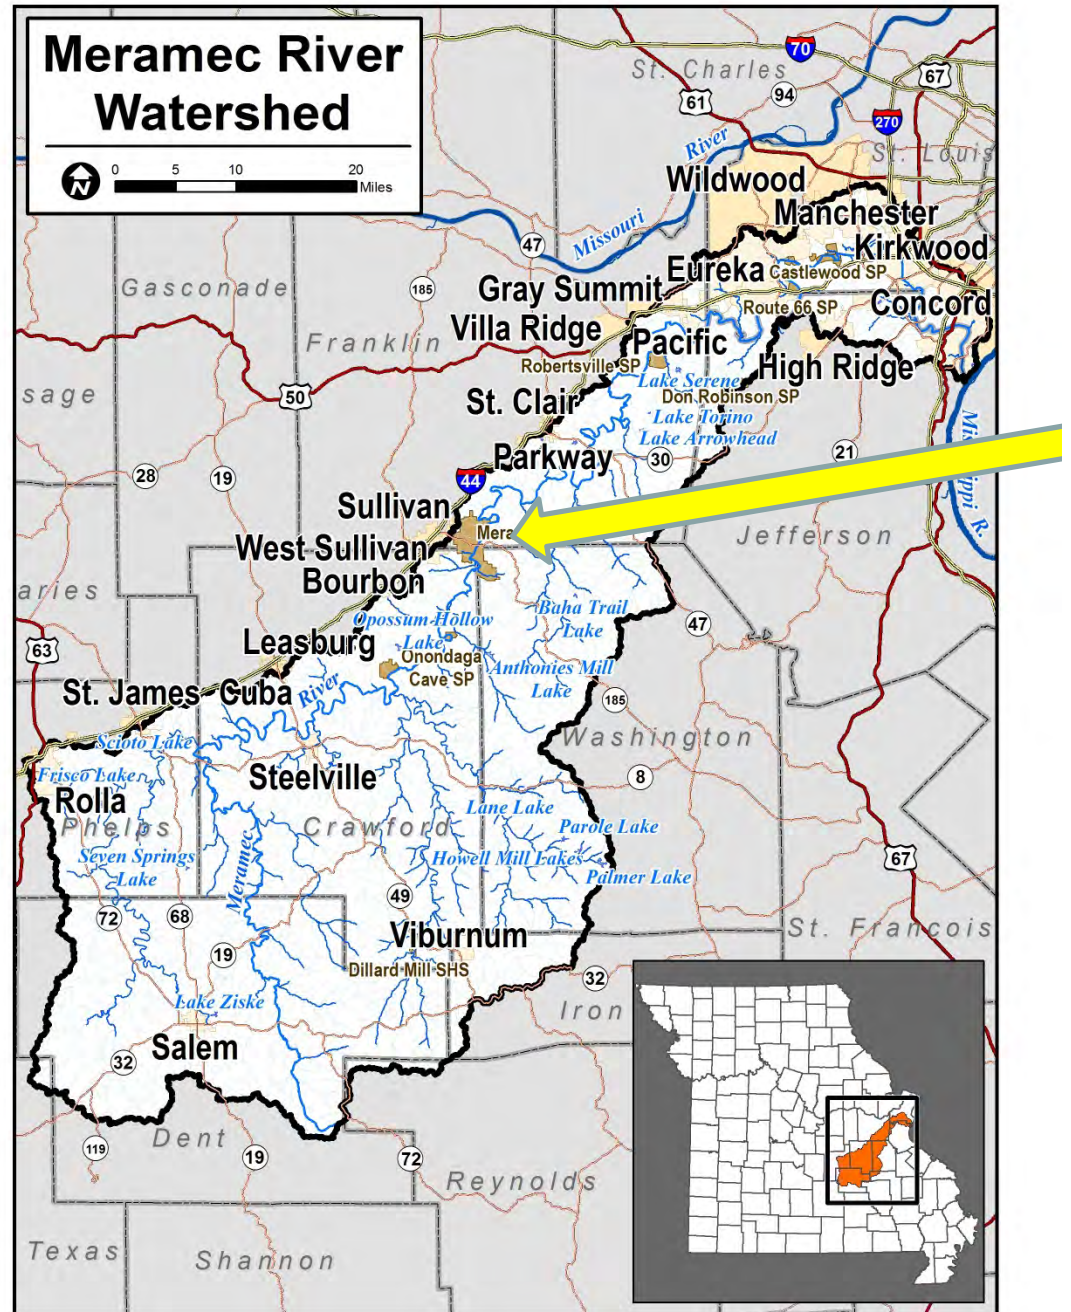 Meramec River
Watershed
N
0 5 10 20
Miles
70
St. Charles
67
61
94
270
River
St. Louis
Wildwood
Manchester
Missouri
47
Kirkwood
Eureka
Castlewood SP
Gasconade
185
Gray Summit
Route 66 SP
Concord
Villa Ridge
Franklin
Pacific
Robertsville SP
High Ridge
Lake Serene
50
sage
St. Clair
Don Robinson SP
Lake Torino
Lake Arrowhead
Parkway
30
21
28
19
44
Mis
sippi R.
Sullivan
Mera
Jefferson
West Sullivan
Bourbon
aries
Baha Trail
Lake
Opossum Hollow
Lake
47
63
Leasburg
Onondaga
Cave SP
Anthonies Mill
Lake
River
St. James
Cuba
185
Scioto Lake
Washington
Frisco Lake
Steelville
8
Rolla
Lane Lake
Phelps
Crawford
Parole Lake
Seven Springs
Lake
Howell Mill Lakes
67
Palmer Lake
Meramec
49
72
68
St. Francois
Viburnum
19
Dillard Mill SHS
32
Lake Ziske
Iron
Salem
32
Dent
119
19
72
Reynolds
Texas
Shannon